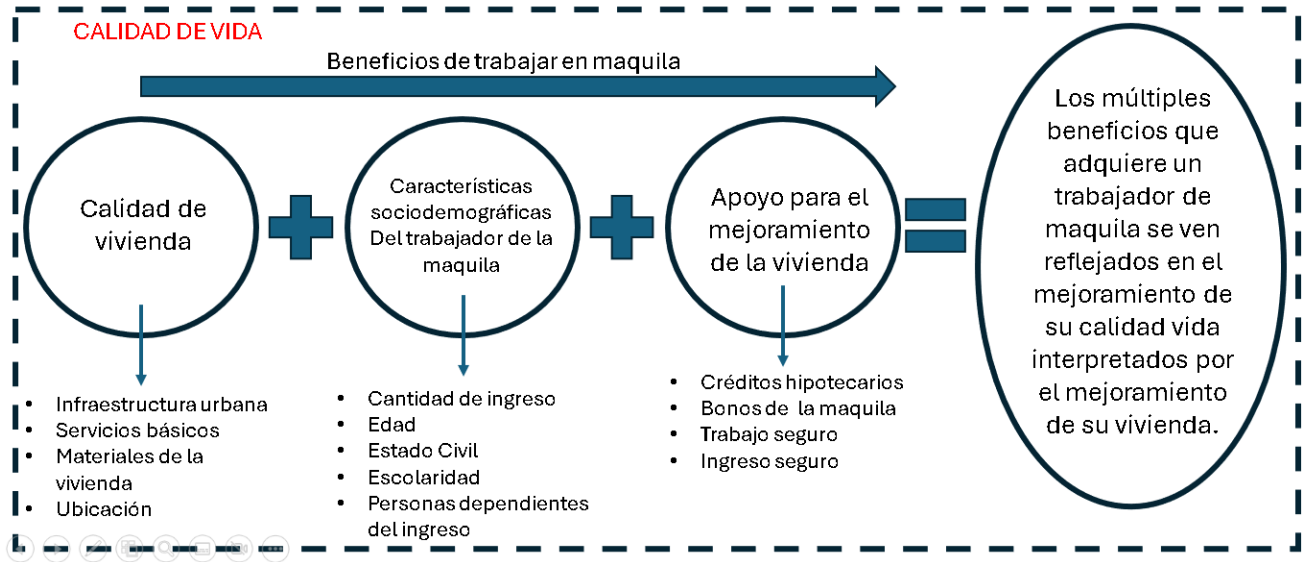 CALIDAD DE VIDA
Beneficios de trabajar en maquila
Calidad de
vivienda
Características
sociodemográficas
Del trabajador de la
maquila
Apoyo para el
mejoramiento
de la vivienda
Los múltiples
beneficios que
adquiere un
trabajador de
maquila se ven
reflejados en el
mejoramiento de
su calidad vida
interpretados por
el mejoramiento
de su vivienda.
• Infraestructura urbana
• Servicios básicos
• Materiales de la
vivienda
• Ubicación
• Cantidad de ingreso
• Edad
• Estado Civil
• Escolaridad
• Personas dependientes
del ingreso
• Créditos hipotecarios
• Bonos de la maquila
• Trabajo seguro
• Ingreso seguro